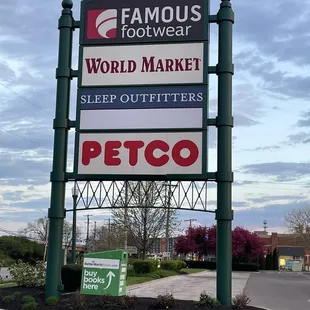 FAMOUS
footwear
WORLD MARKET
SLEEP OUTFITTERS
PETCO
buy books
here